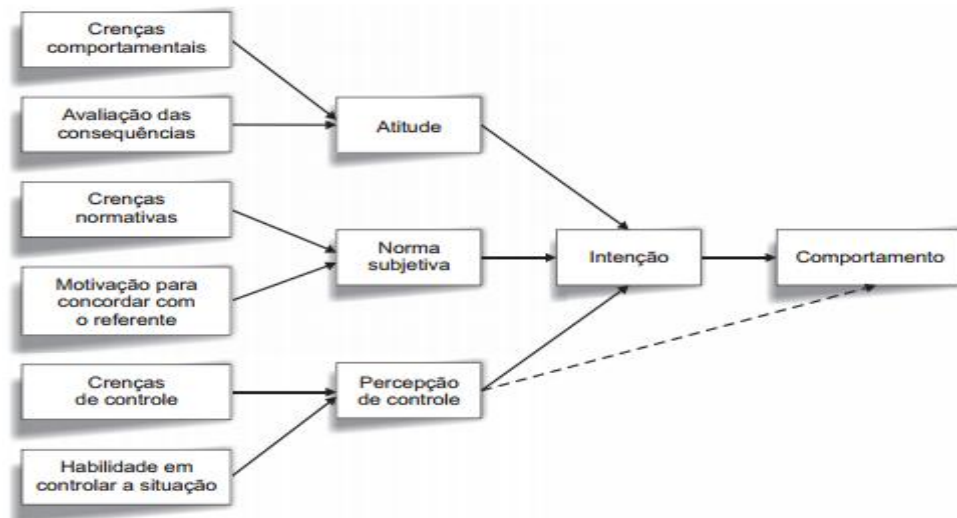 Crenças
comportamentais
Avaliação das
consequências
Atitude
Crenças
normativas
Norma
subjetiva
Intenção
Comportamento
Motivação para
concordar com
o referente
Crenças
de controle
Percepção
de controle
Habilidade em
controlar a situação